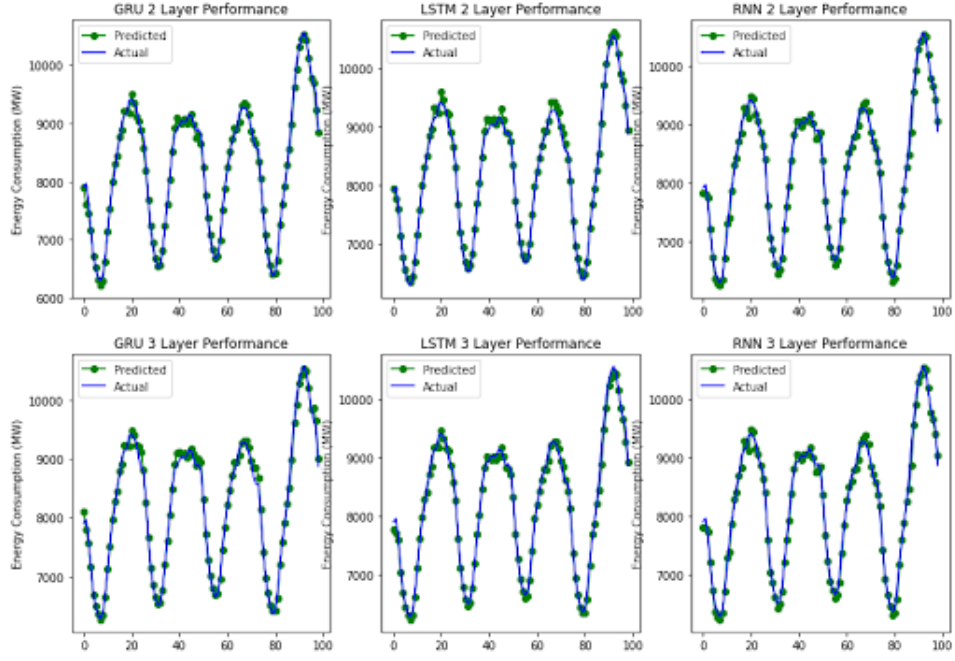 GRU 2 Layer Performance
LSTM 2 Layer Performance
RNN 2 Layer Performance
Energy Consumption (MW)
10000
9000
8000
7000
6000
Predicted
Actual
0 20 40 60 80 100
Energy Consumption (MW)
10000
9000
8000
7000
Predicted
Actual
0 20 40 60 80 100
Energy Consumption (MW)
10000
9000
8000
7000
Predicted
Actual
0 20 40 60 80 100
GRU 3 Layer Performance
LSTM 3 Layer Performance
RNN 3 Layer Performance
Energy Consumption (MW)
10000
9000
8000
7000
Predicted
Actual
0 20 40 60 80 100
Energy Consumption (MW)
10000
9000
8000
7000
Predicted
Actual
0 20 40 60 80 100
Energy Consumption (MW)
10000
9000
8000
7000
Predicted
Actual
0 20 40 60 80 100